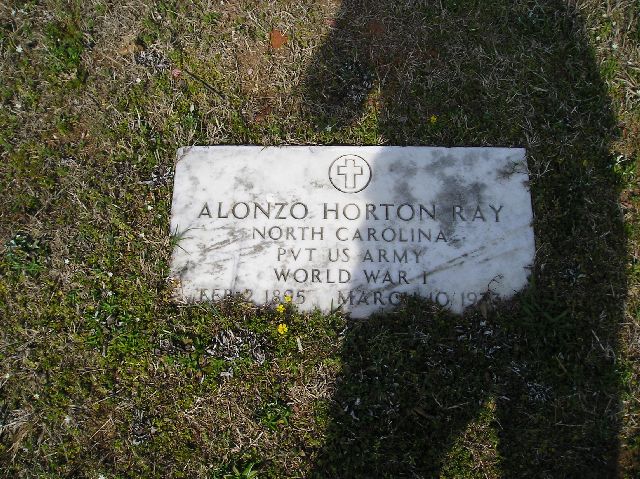 ALONZO HORTON RAY
NORTH CAROLINA
PVT US ARMY
WORLD WAR I
FEB 2 1895 MARCH 10